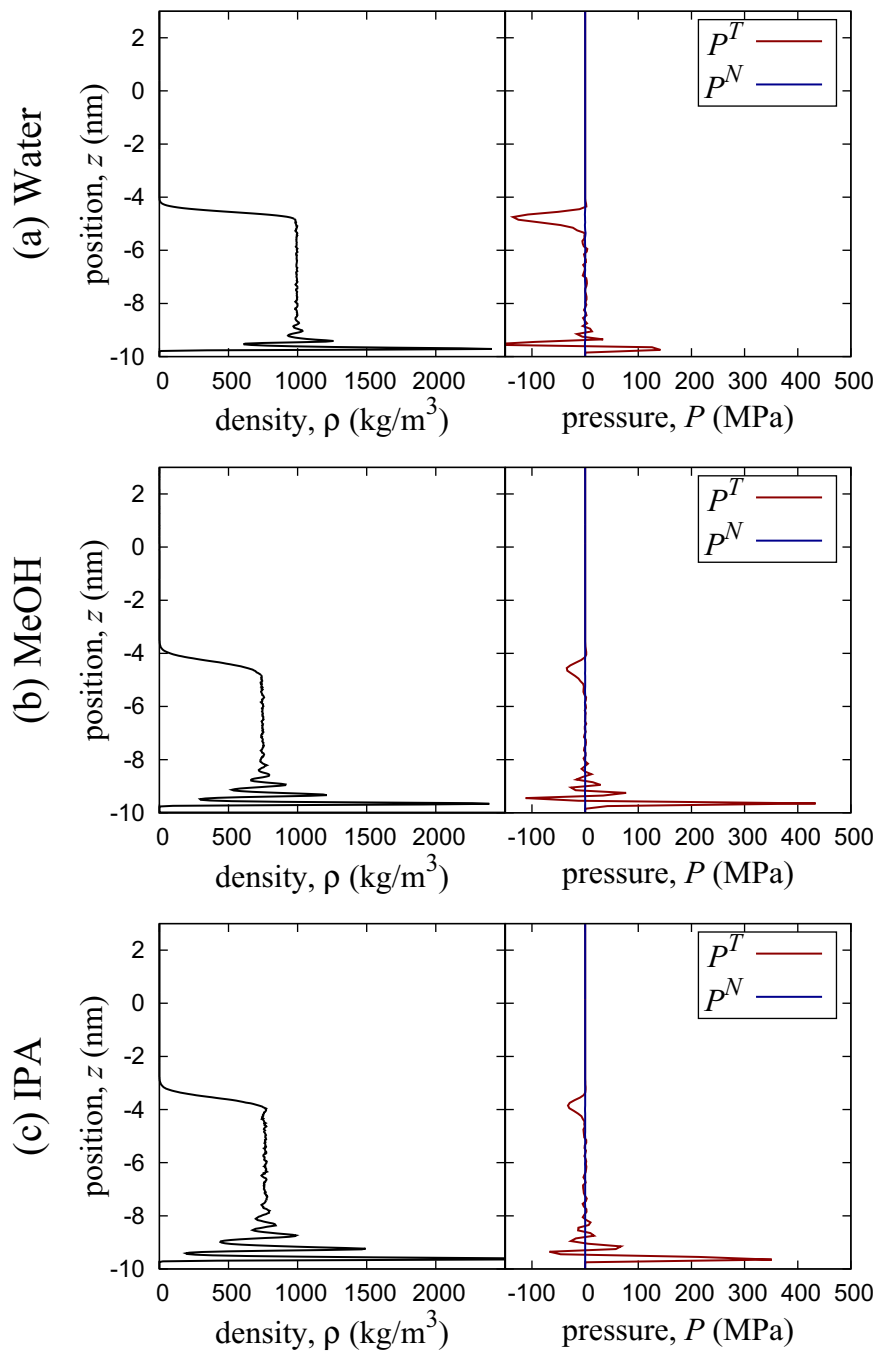 (a) Water
position, z (nm)
2
0
-2
-4
-6
-8
-10
0 500 1000 1500 2000
density, ρ (kg/m³)
P^T
P^N
-100 0 100 200 300 400 500
pressure, P (MPa)
(b) MeOH
position, z (nm)
2
0
-2
-4
-6
-8
-10
0 500 1000 1500 2000
density, ρ (kg/m³)
P^T
P^N
-100 0 100 200 300 400 500
pressure, P (MPa)
(c) IPA
position, z (nm)
2
0
-2
-4
-6
-8
-10
0 500 1000 1500 2000
density, ρ (kg/m³)
P^T
P^N
-100 0 100 200 300 400 500
pressure, P (MPa)